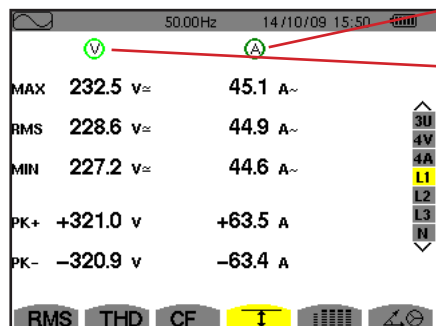 50.00Hz 14/10/09 15:50
V A
MAX 232.5 V≃ 45.1 A~
RMS 228.6 V≃ 44.9 A~
MIN 227.2 V≃ 44.6 A~
PK+ +321.0 V +63.5 A
PK- -320.9 V -63.4 A
3U
4V
4A
L1
L2
L3
N
RMS THD CF